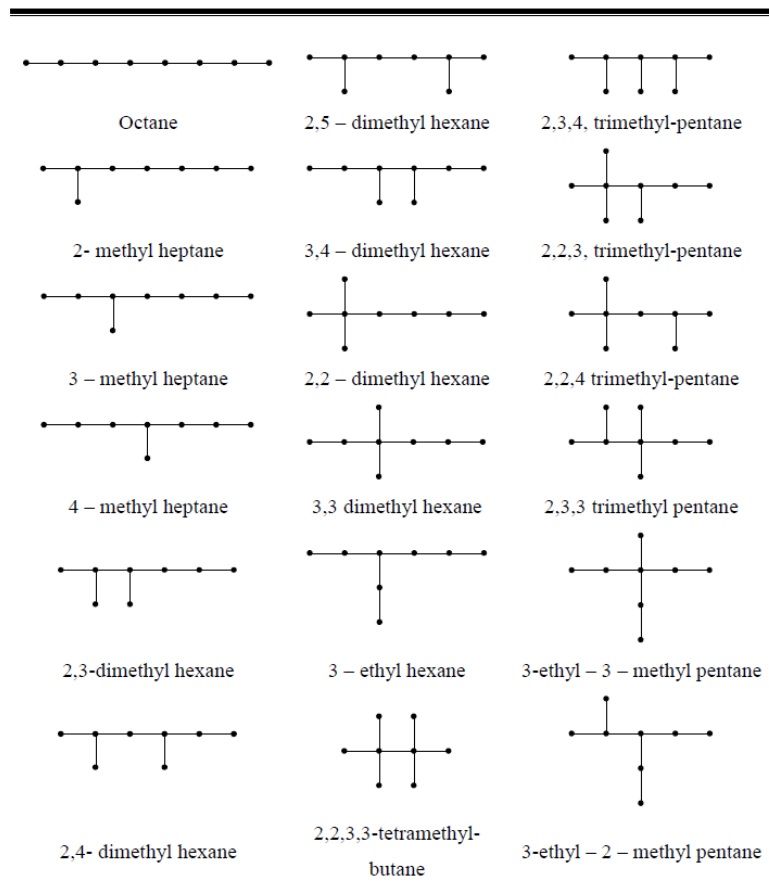 Octane
2,5 – dimethyl hexane
2,3,4, trimethyl-pentane
2- methyl heptane
3,4 – dimethyl hexane
2,2,3, trimethyl-pentane
3 – methyl heptane
2,2 – dimethyl hexane
2,2,4 trimethyl-pentane
4 – methyl heptane
3,3 dimethyl hexane
2,3,3 trimethyl pentane
2,3-dimethyl hexane
3 – ethyl hexane
3-ethyl – 3 – methyl pentane
2,4- dimethyl hexane
2,2,3,3-tetramethyl-
butane
3-ethyl – 2 – methyl pentane